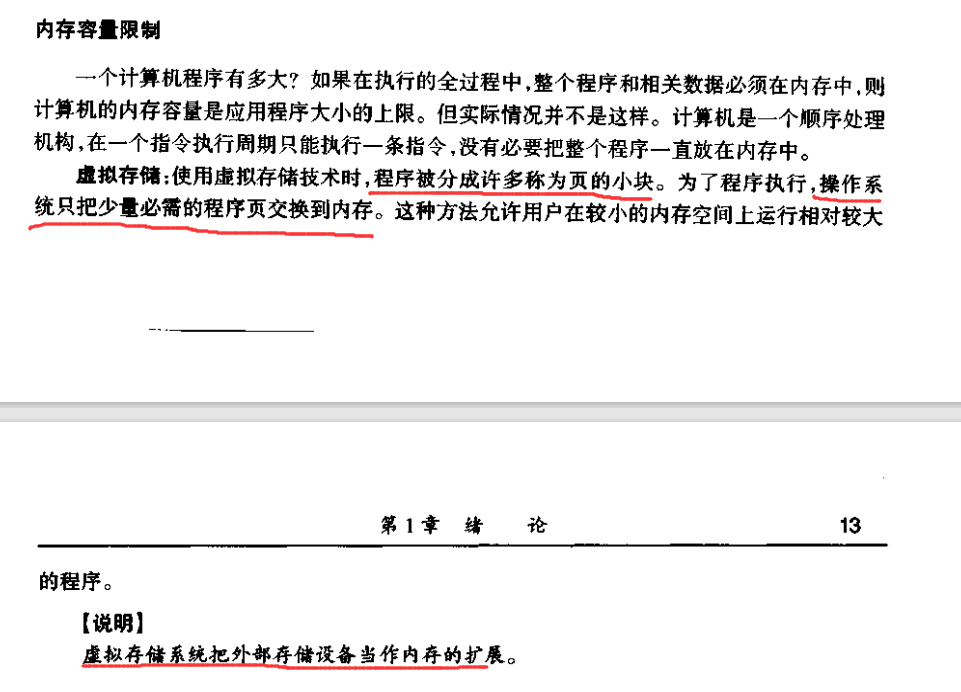 内存容量限制
一个计算机程序有多大？如果在执行的全过程中,整个程序和相关数据必须在内存中,则
计算机的内存容量是应用程序大小的上限。但实际情况并不是这样。计算机是一个顺序处理
机构,在一个指令执行周期只能执行一条指令,没有必要把整个程序一直放在内存中。
虚拟存储:使用虚拟存储技术时,程序被分成许多称为页的小块。为了程序执行,操作系
统只把少量必需的程序页交换到内存。这种方法允许用户在较小的内存空间上运行相对较大
第1章 绪 论 13
的程序。
【说明】
虚拟存储系统把外部存储设备当作内存的扩展。